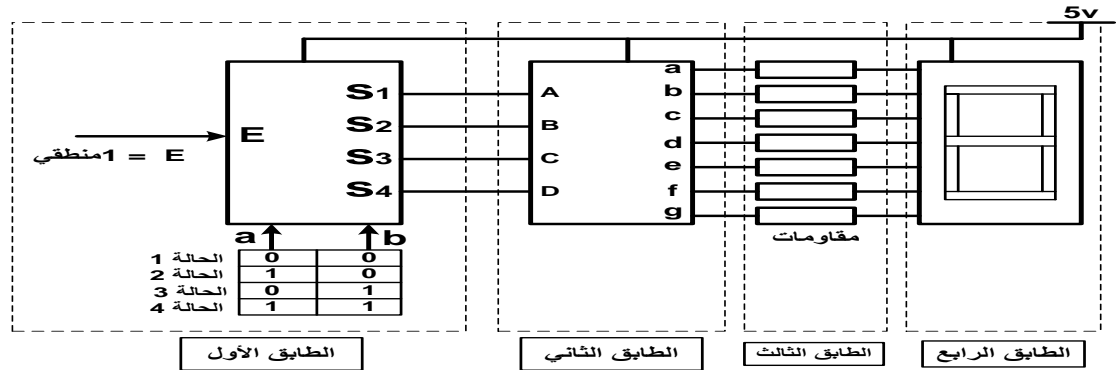 5v
S1
S2
S3
S4
E
منطقي1 = E
a b
A
B
C
D
a
b
c
d
e
f
g
مقاومات
الحالة 1 0 0
الحالة 2 1 0
الحالة 3 0 1
الحالة 4 1 1
الطابق الأول
الطابق الثاني
الطابق الثالث
الطابق الرابع